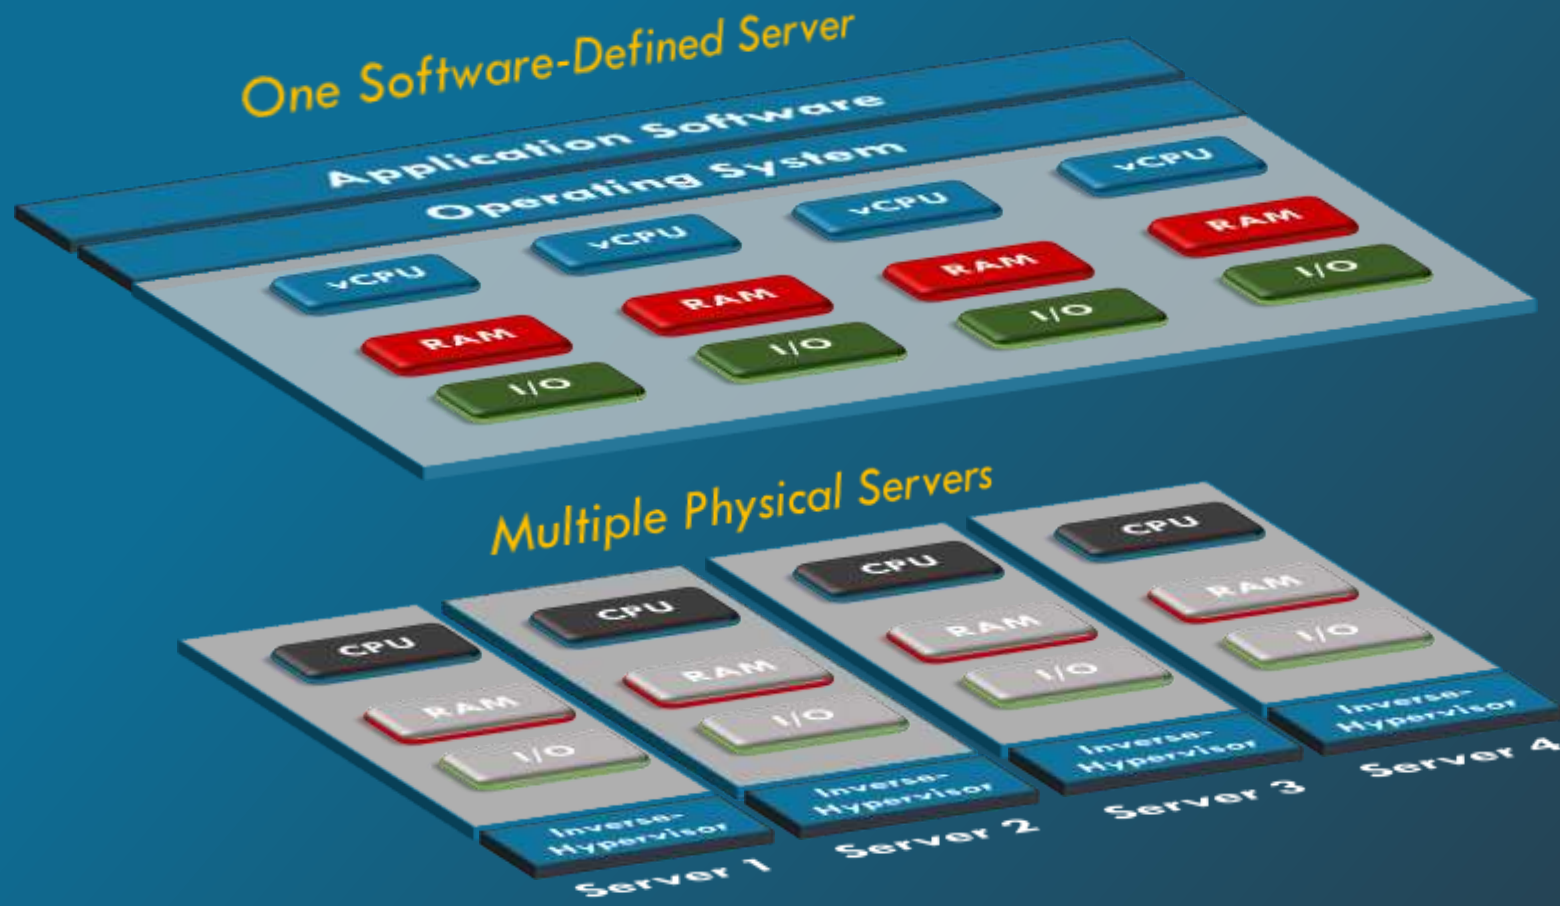 One Software-Defined Server
Application Software
Operating System
vCPU vCPU vCPU vCPU
RAM RAM RAM RAM
I/O I/O I/O I/O
Multiple Physical Servers
CPU CPU CPU CPU
RAM RAM RAM RAM
I/O I/O I/O I/O
Inverse-
Hypervisor
Inverse-
Hypervisor
Inverse-
Hypervisor
Inverse-
Hypervisor
Server 1 Server 2 Server 3 Server 4